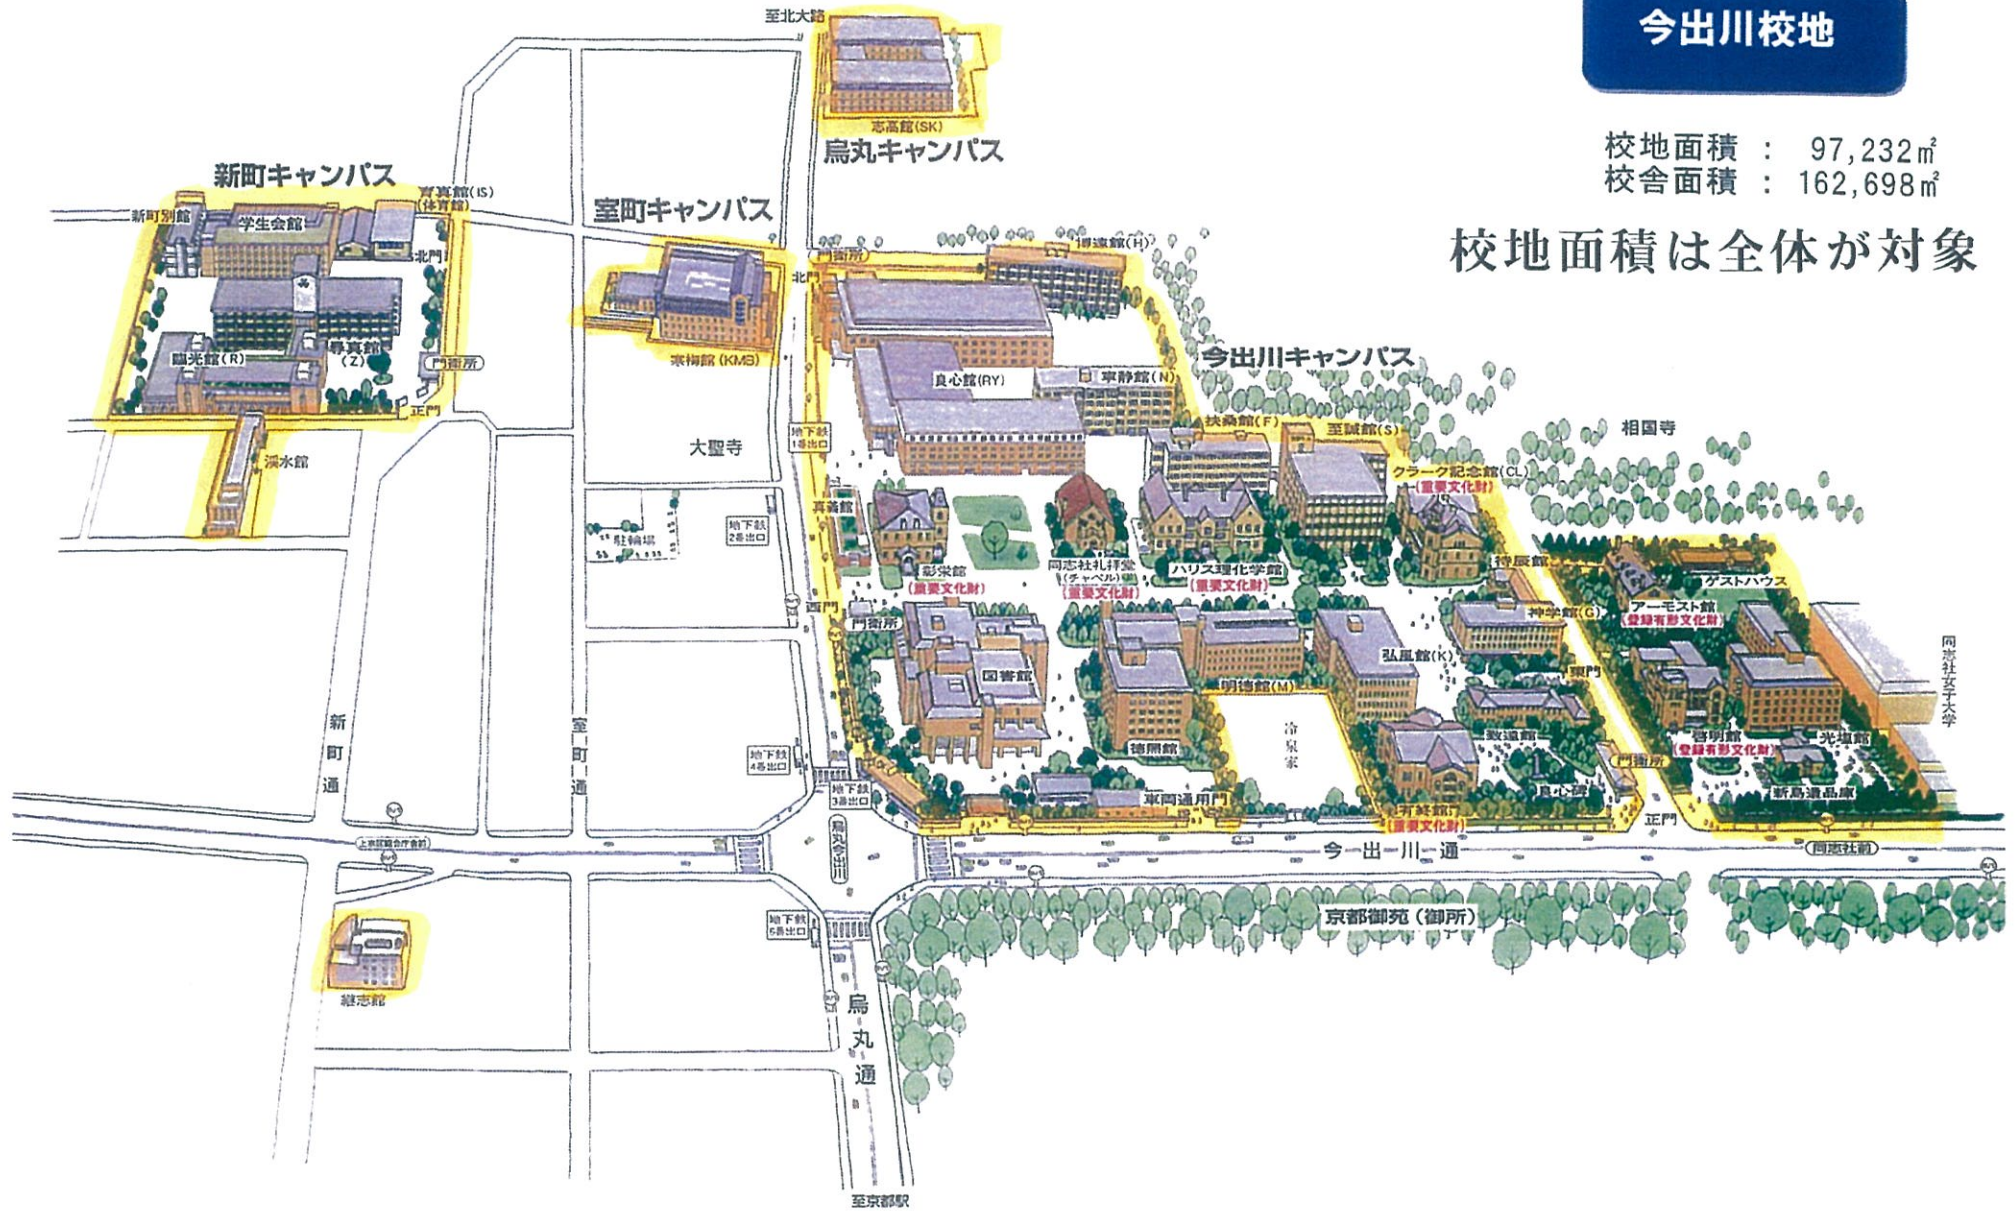 今出川校地
校地面積 : 97,232㎡
校舎面積 : 162,698㎡
校地面積は全体が対象
至北大路
志高館(SK)
烏丸キャンパス
新町キャンパス
育真館(IS)
(体育館)
新町別館
学生会館
北門
臨光館(R)
尋真館
(Z)
門衛所
正門
渓水館
室町キャンパス
寒梅館(KMB)
門衛所
北門
博遠館(H)
今出川キャンパス
良心館(RY)
寧静館(N)
扶桑館(F)
至誠館(S)
相国寺
クラーク記念館(CL)
(重要文化財)
大聖寺
地下鉄
1番出口
地下鉄
2番出口
駐輪場
真義館
彰栄館
(重要文化財)
同志社礼拝堂
(チャペル)
(重要文化財)
ハリス理化学館
(重要文化財)
待辰館
神学館(G)
ゲストハウス
アーモスト館
(登録有形文化財)
西門
門衛所
図書館
明徳館(M)
弘風館(K)
東門
同志社女子大学
冷泉家
徳照館
致遠館
啓明館
(登録有形文化財)
光塩館
新島遺品庫
良心碑
門衛所
正門
車両通用門
有終館
(重要文化財)
新町通
室町通
地下鉄
4番出口
地下鉄
3番出口
烏丸今出川
上京区総合庁舎前
今出川通
同志社前
京都御苑(御所)
地下鉄
5番出口
継志館
烏丸通
至京都駅